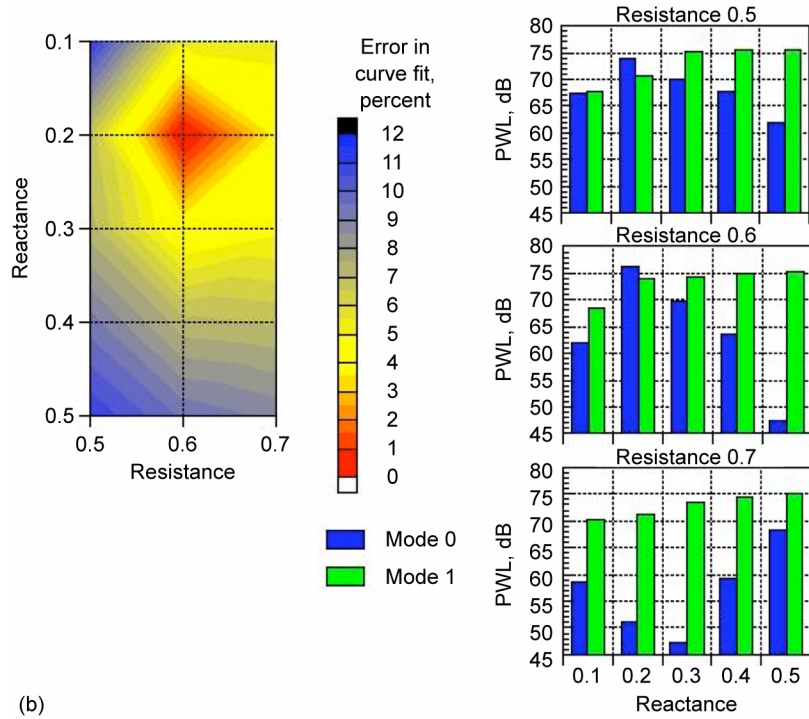 0.1
0.2
0.3
0.4
0.5
Reactance
0.5 0.6 0.7
Resistance
Error in
curve fit,
percent
12
11
10
9
8
7
6
5
4
3
2
1
0
Mode 0
Mode 1
Resistance 0.5
80
75
70
65
60
55
50
45
PWL, dB
Resistance 0.6
80
75
70
65
60
55
50
45
PWL, dB
Resistance 0.7
80
75
70
65
60
55
50
45
PWL, dB
0.1 0.2 0.3 0.4 0.5
Reactance
(b)